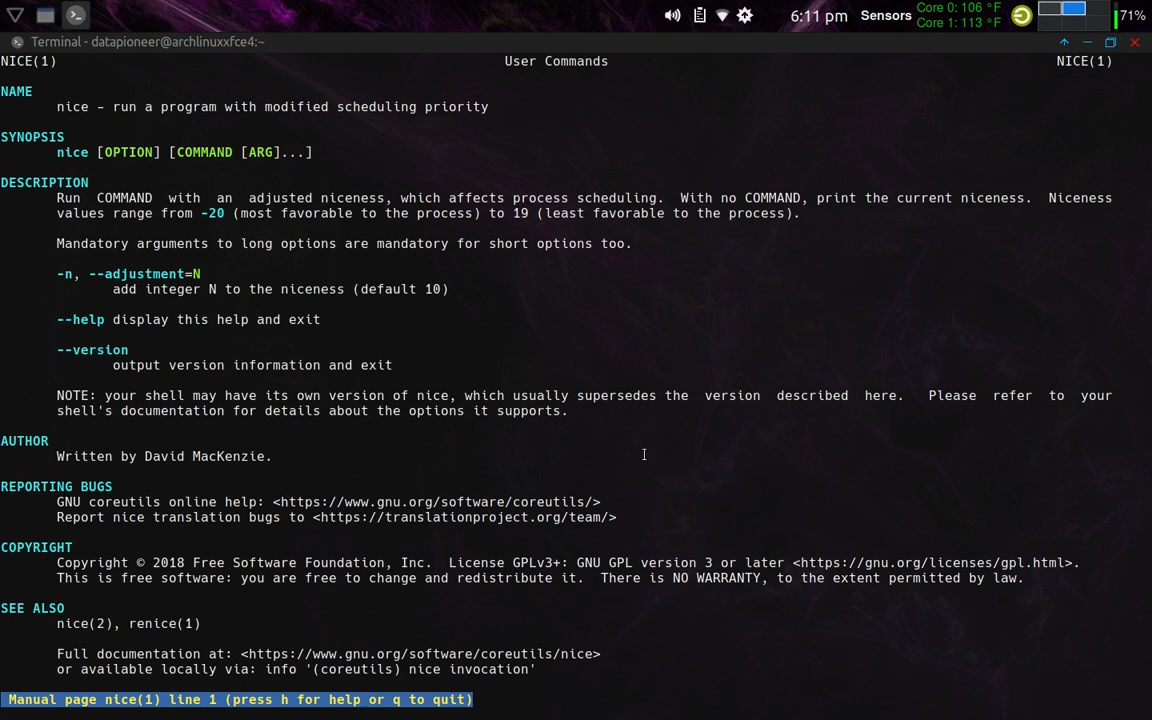 6:11 pm Sensors Core 0: 106 °F
Core 1: 113 °F
71%
Terminal - datapioneer@archlinuxxfce4:~
NICE(1) User Commands NICE(1)
NAME
nice - run a program with modified scheduling priority
SYNOPSIS
nice [OPTION] [COMMAND [ARG]...]
DESCRIPTION
Run COMMAND with an adjusted niceness, which affects process scheduling. With no COMMAND, print the current niceness. Niceness
values range from -20 (most favorable to the process) to 19 (least favorable to the process).
Mandatory arguments to long options are mandatory for short options too.
-n, --adjustment=N
add integer N to the niceness (default 10)
--help display this help and exit
--version
output version information and exit
NOTE: your shell may have its own version of nice, which usually supersedes the version described here. Please refer to your
shell's documentation for details about the options it supports.
AUTHOR
Written by David MacKenzie.
REPORTING BUGS
GNU coreutils online help: <https://www.gnu.org/software/coreutils/>
Report nice translation bugs to <https://translationproject.org/team/>
COPYRIGHT
Copyright © 2018 Free Software Foundation, Inc. License GPLv3+: GNU GPL version 3 or later <https://gnu.org/licenses/gpl.html>.
This is free software: you are free to change and redistribute it. There is NO WARRANTY, to the extent permitted by law.
SEE ALSO
nice(2), renice(1)
Full documentation at: <https://www.gnu.org/software/coreutils/nice>
or available locally via: info '(coreutils) nice invocation'
Manual page nice(1) line 1 (press h for help or q to quit)